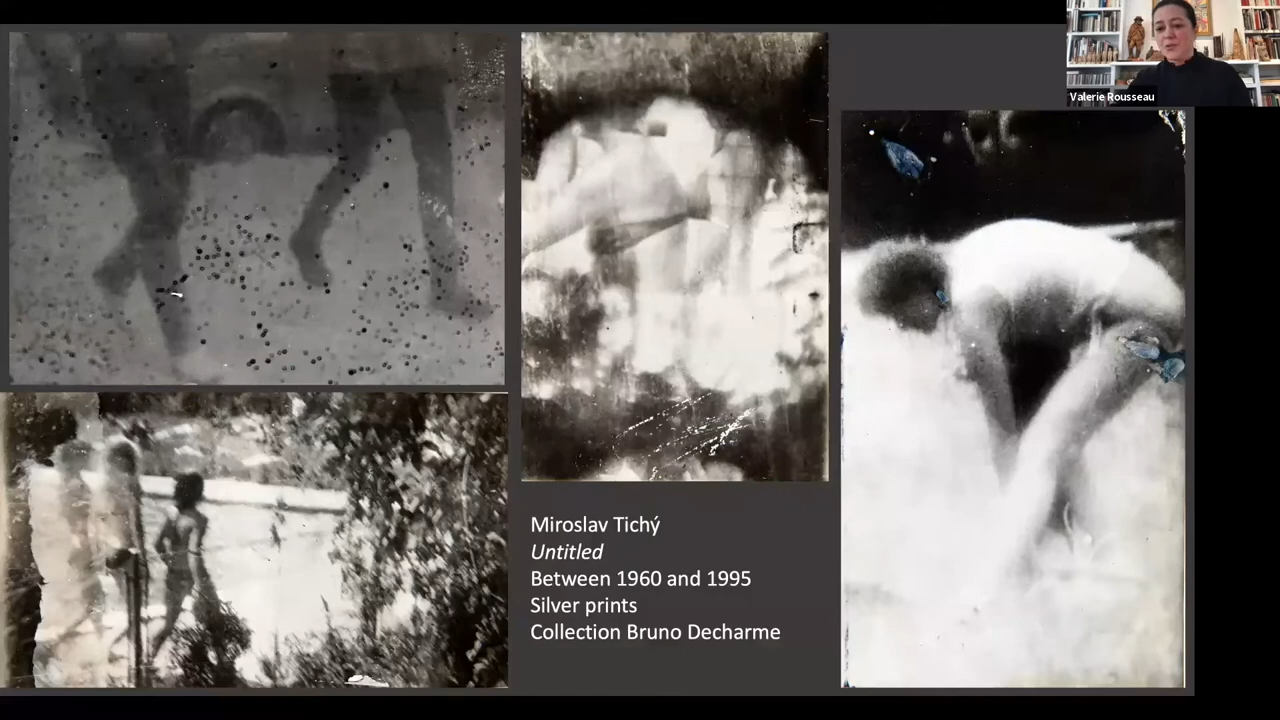 Valerie Rousseau
Miroslav Tichý
Untitled
Between 1960 and 1995
Silver prints
Collection Bruno Decharme